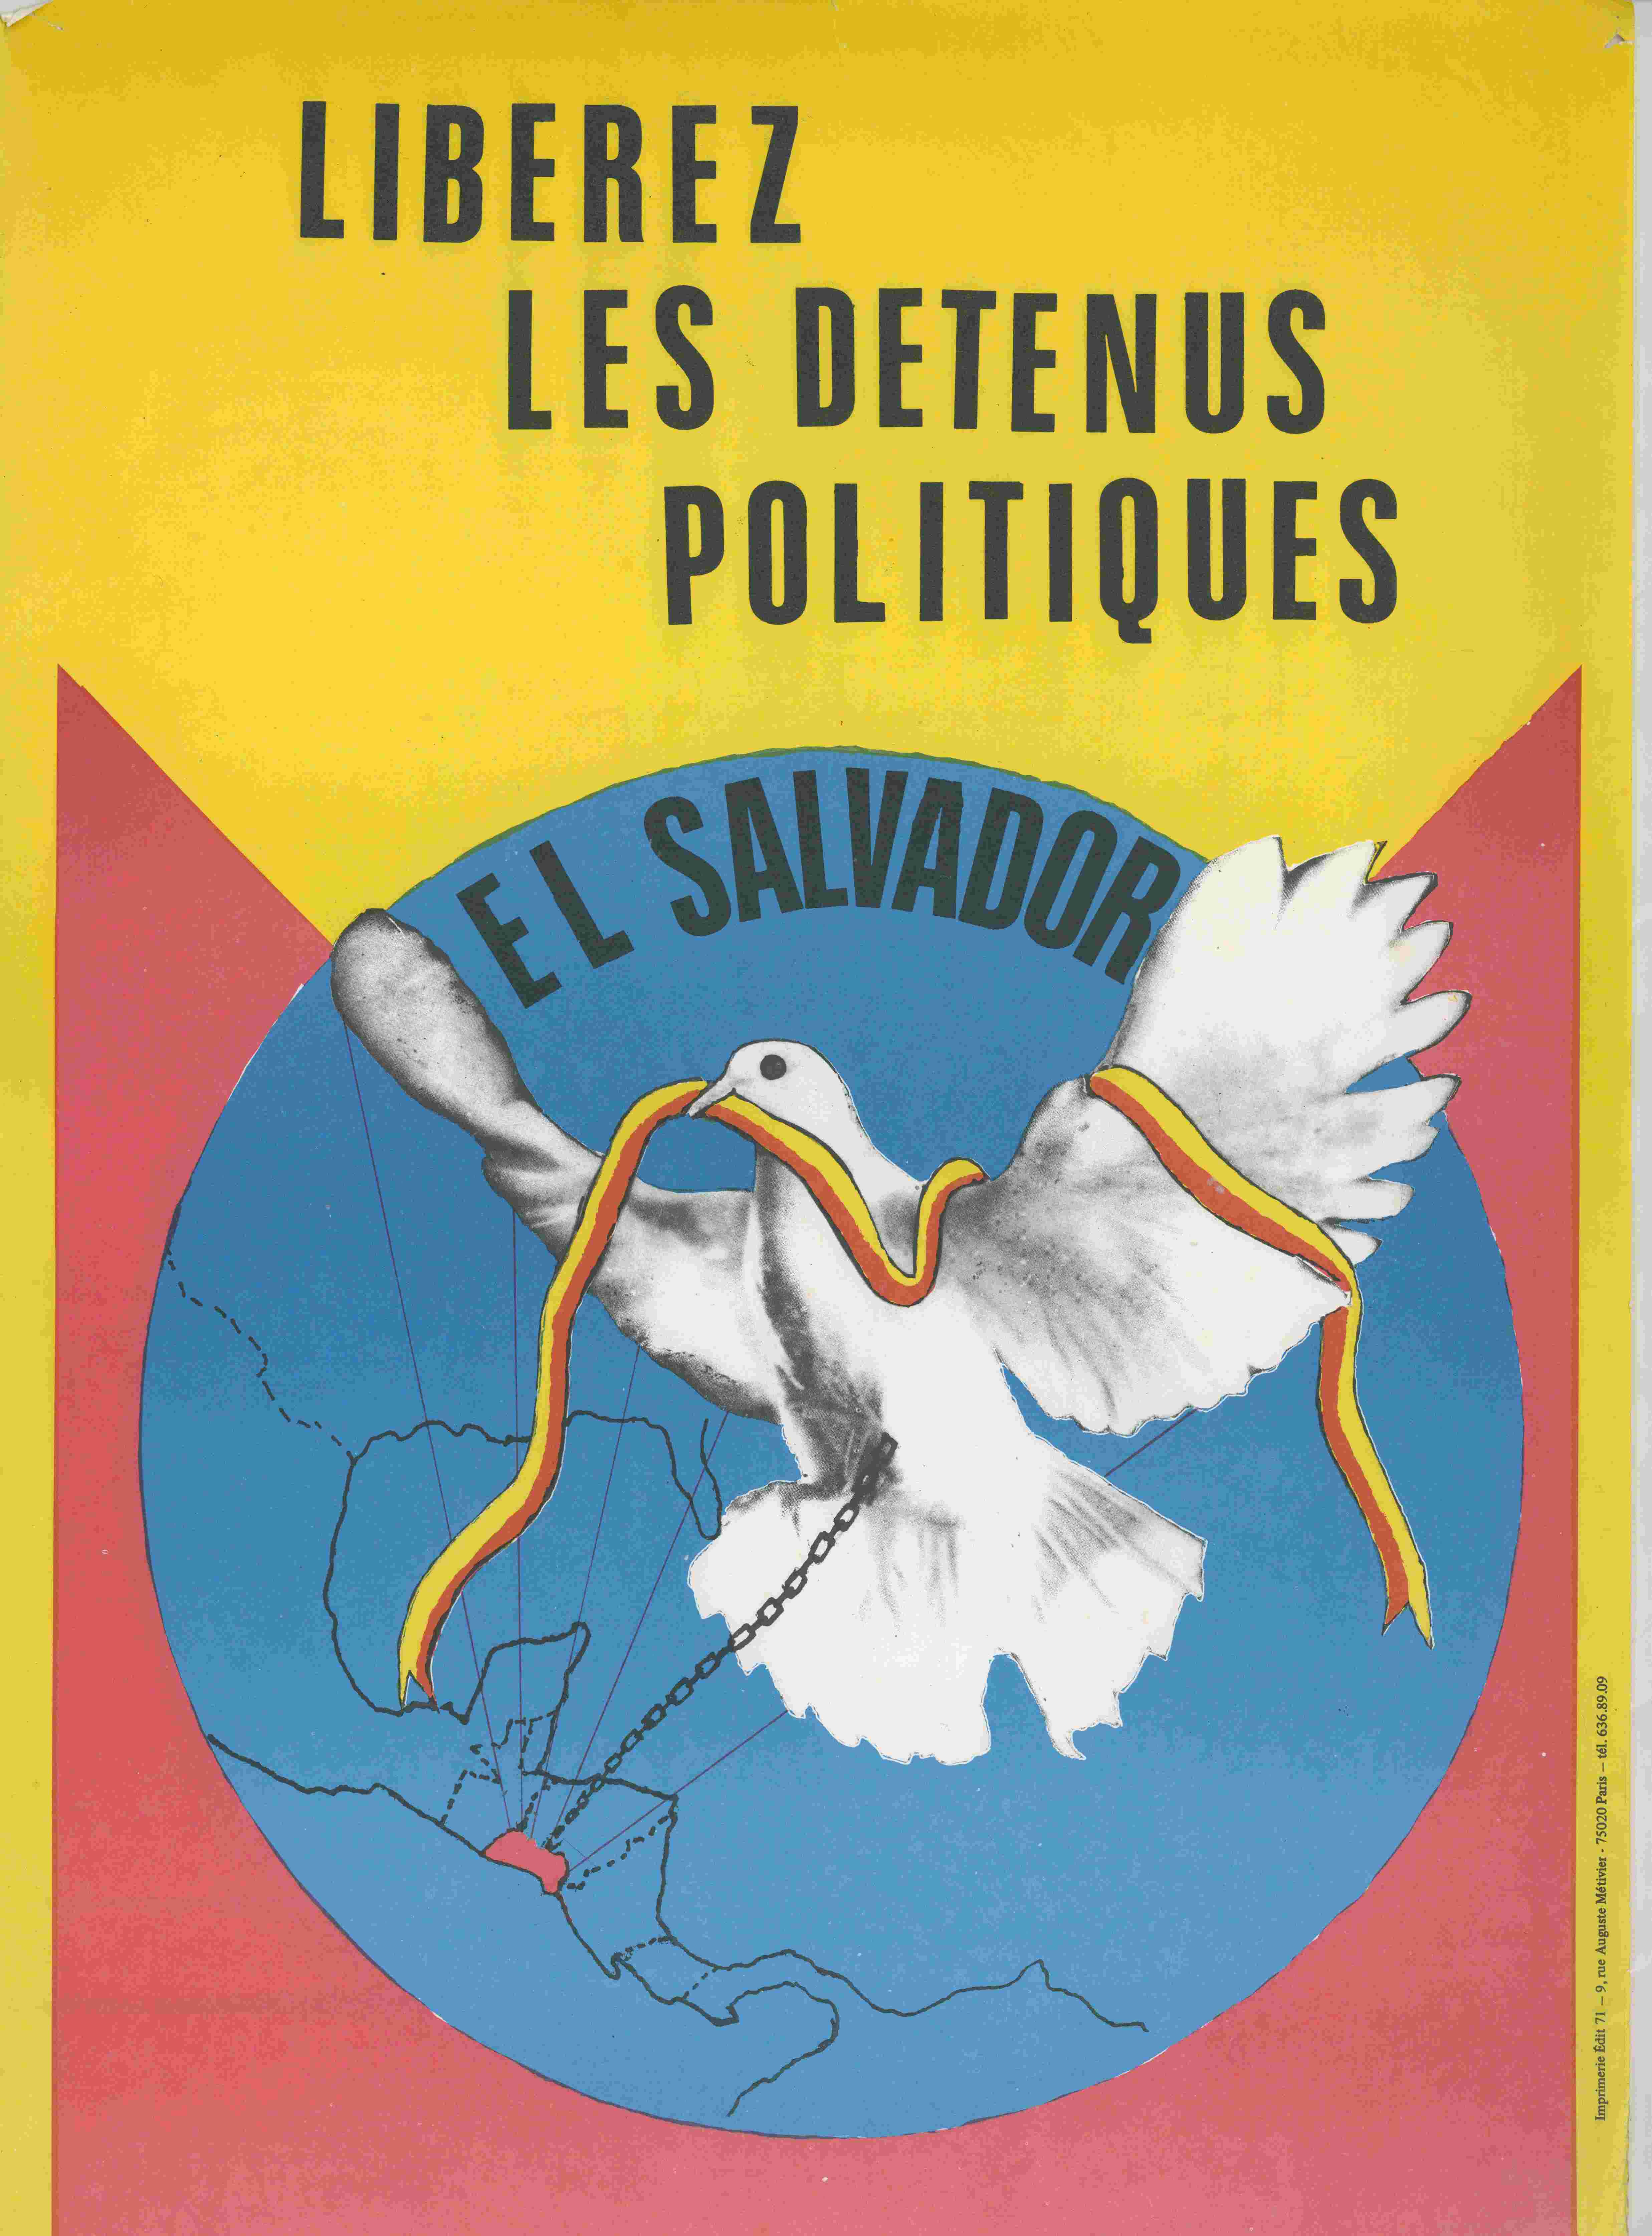 LIBEREZ
LES DETENUS
POLITIQUES
EL SALVADOR
Imprimerie Édit 71 – 9, rue Auguste Métivier - 75020 Paris – tél. 636.89.09